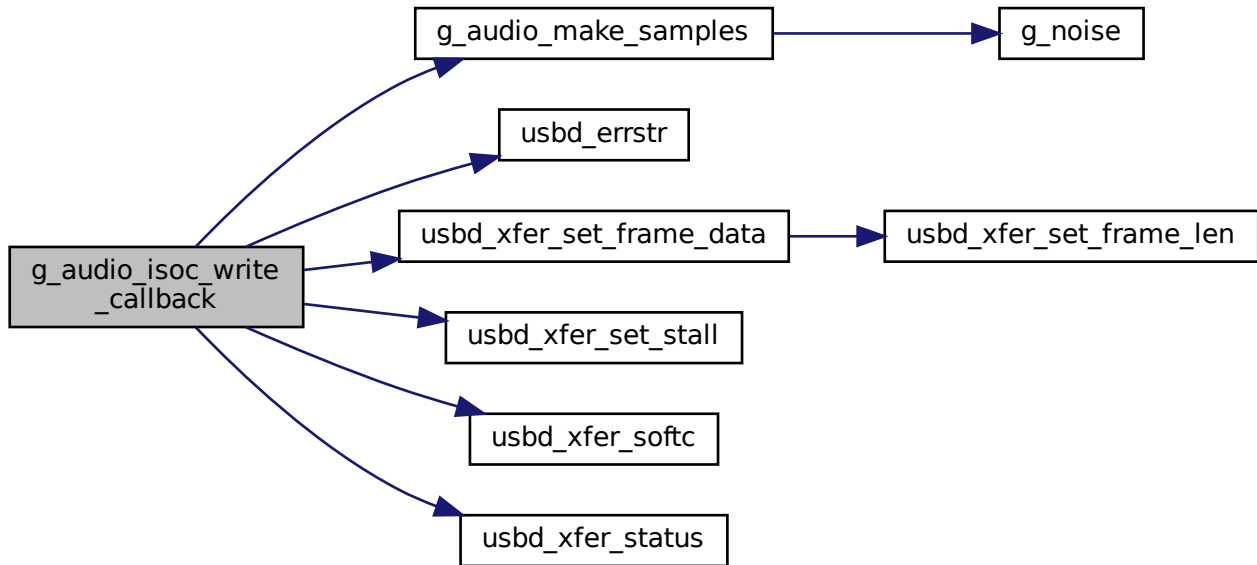 g_audio_make_samples
g_noise
usbd_errstr
usbd_xfer_set_frame_data
usbd_xfer_set_frame_len
g_audio_isoc_write
_callback
usbd_xfer_set_stall
usbd_xfer_softc
usbd_xfer_status